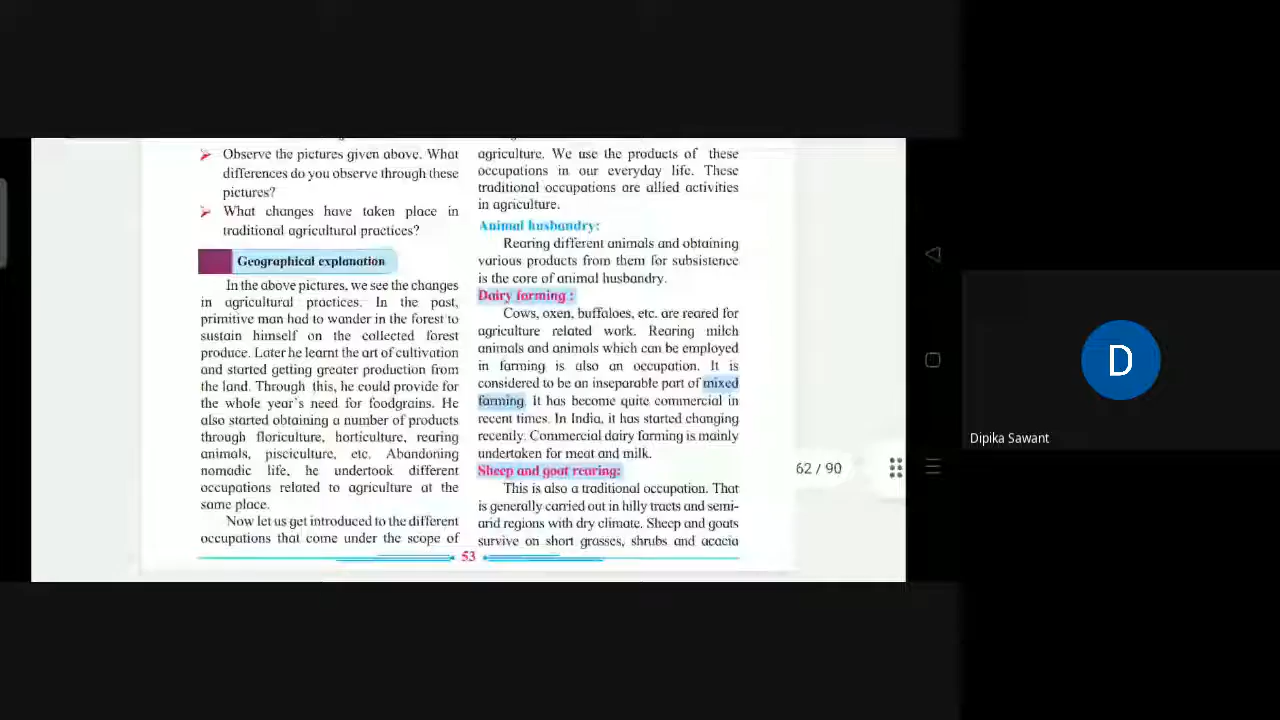 Observe the pictures given above. What
differences do you observe through these
pictures?
What changes have taken place in
traditional agricultural practices?
Geographical explanation
In the above pictures, we see the changes
in agricultural practices. In the past,
primitive man had to wander in the forest to
sustain himself on the collected forest
produce. Later he learnt the art of cultivation
and started getting greater production from
the land. Through this, he could provide for
the whole year's need for foodgrains. He
also started obtaining a number of products
through floriculture, horticulture, rearing
animals, pisciculture, etc. Abandoning
nomadic life, he undertook different
occupations related to agriculture at the
same place.
Now let us get introduced to the different
occupations that come under the scope of
agriculture. We use the products of these
occupations in our everyday life. These
traditional occupations are allied activities
in agriculture.
Animal husbandry:
Rearing different animals and obtaining
various products from them for subsistence
is the core of animal husbandry.
Dairy farming :
Cows, oxen, buffaloes, etc. are reared for
agriculture related work. Rearing milch
animals and animals which can be employed
in farming is also an occupation. It is
considered to be an inseparable part of mixed
farming. It has become quite commercial in
recent times. In India, it has started changing
recently. Commercial dairy farming is mainly
undertaken for meat and milk.
Sheep and goat rearing:
This is also a traditional occupation. That
is generally carried out in hilly tracts and semi-
arid regions with dry climate. Sheep and goats
survive on short grasses, shrubs and acacia
53
62 / 90
D
Dipika Sawant